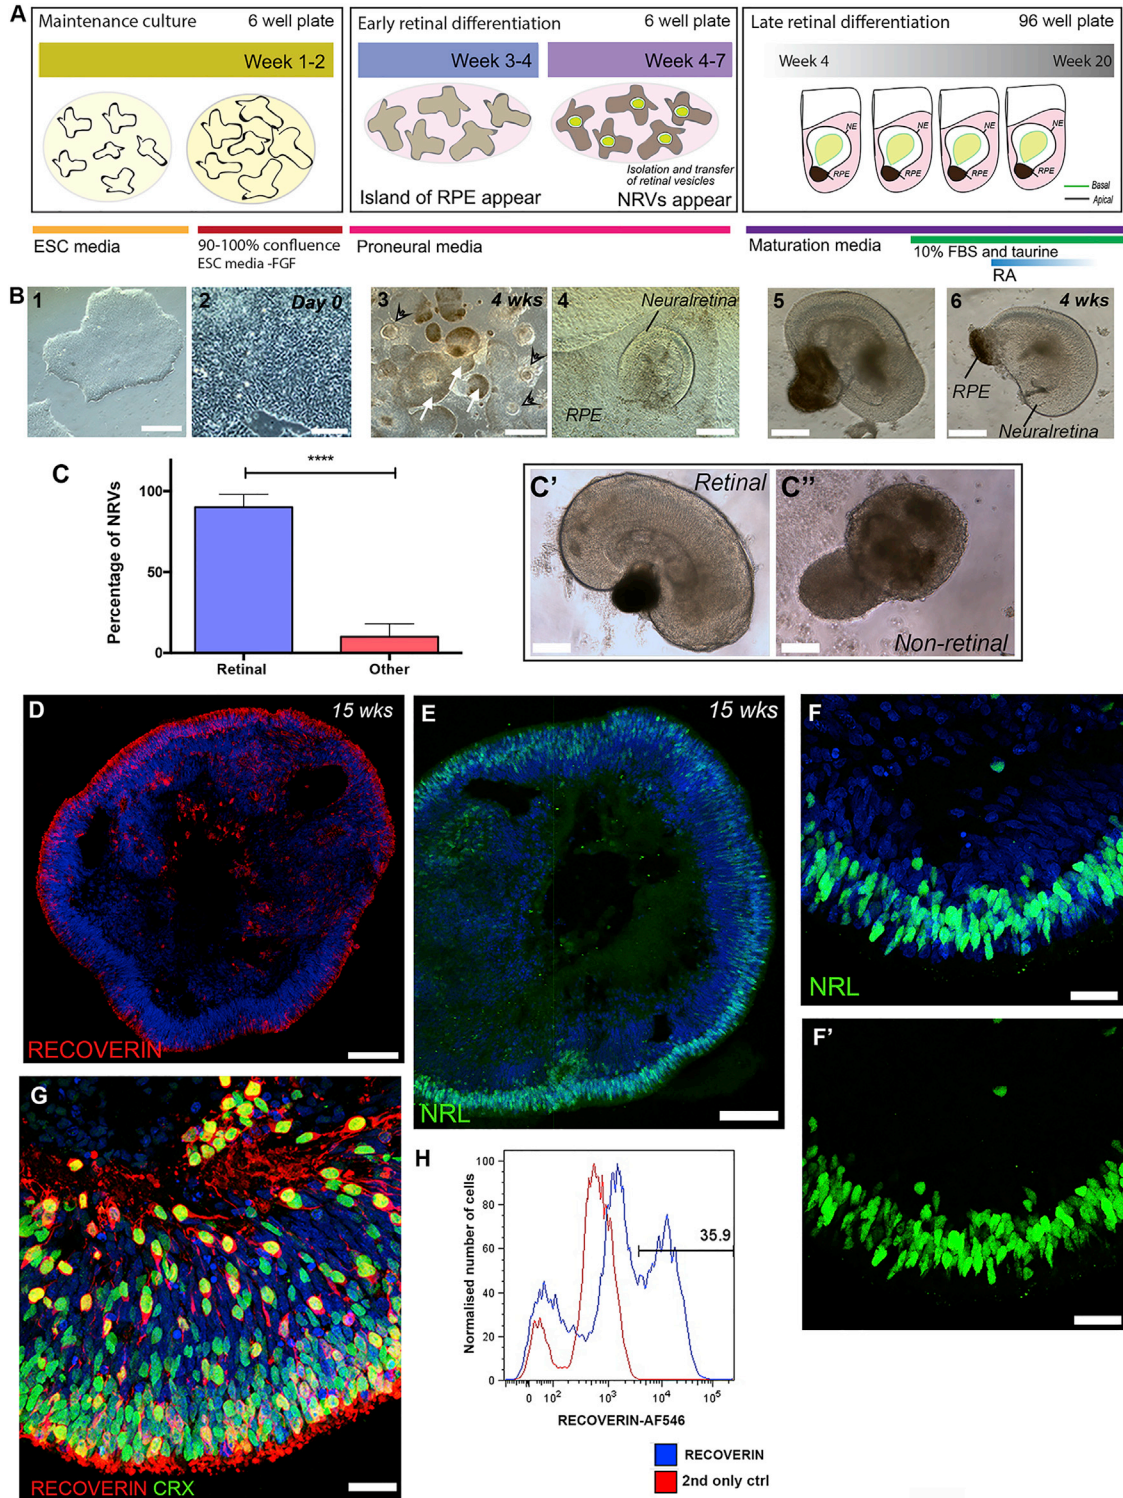 A
Maintenance culture 6 well plate
Week 1-2
Early retinal differentiation 6 well plate
Week 3-4 Week 4-7
Isolation and transfer
of retinal vesicles
Island of RPE appear NRVs appear
Late retinal differentiation 96 well plate
Week 4 Week 20
NE NE NE NE
RPE RPE RPE RPE
Basal
Apical
ESC media
90-100% confluence
ESC media -FGF
Proneural media
Maturation media
10% FBS and taurine
RA
B
1
2 Day 0
3 4 wks
4 Neuralretina
RPE
5
6 4 wks
RPE
Neuralretina
C
****
Percentage of NRVs
100
50
0
Retinal Other
C' Retinal
C'' Non-retinal
D 15 wks
RECOVERIN
E 15 wks
NRL
F
NRL
F'
G
RECOVERIN CRX
H
Normalised number of cells
100
80
60
40
20
0
35.9
0 10² 10³ 10⁴ 10⁵
RECOVERIN-AF546
RECOVERIN
2nd only ctrl